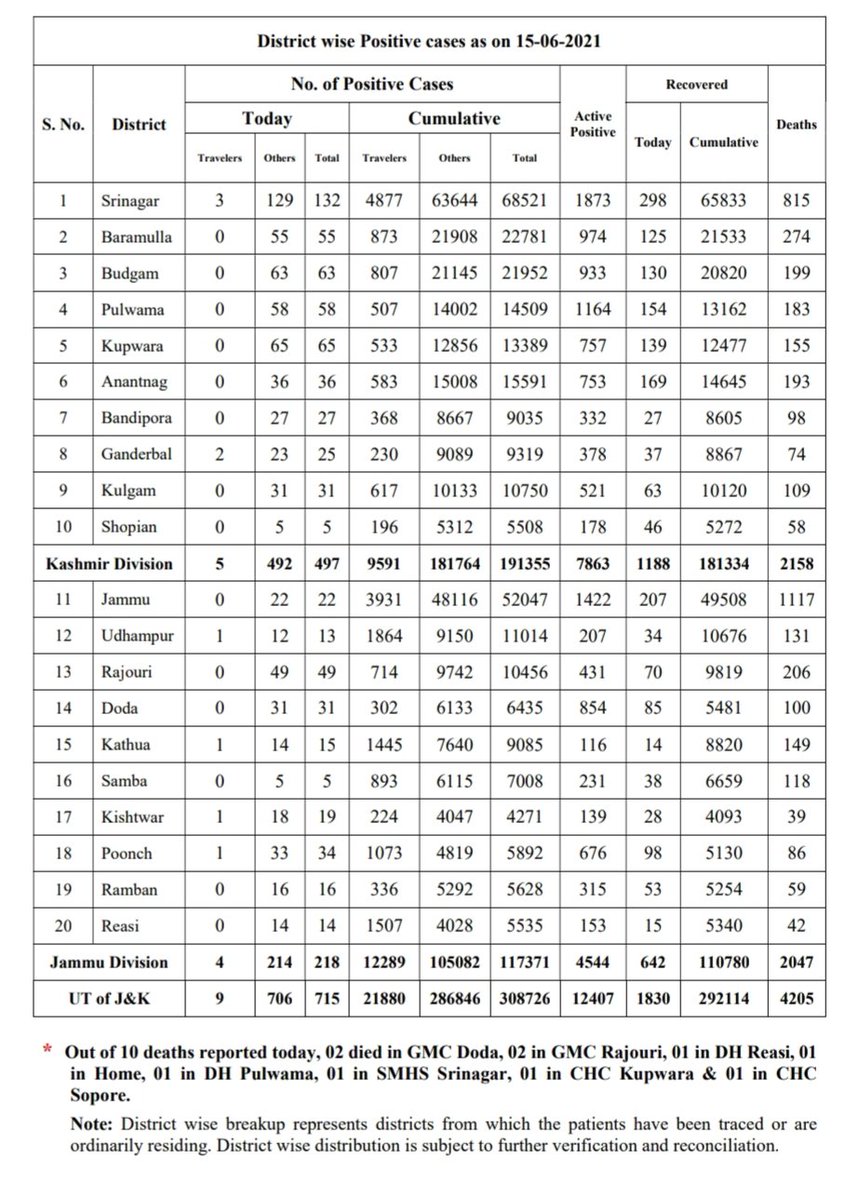 District wise Positive cases as on 15-06-2021
S. No. District No. of Positive Cases Active Positive Recovered Deaths
Today Cumulative Today Cumulative
Travelers Others Total Travelers Others Total
1 Srinagar 3 129 132 4877 63644 68521 1873 298 65833 815
2 Baramulla 0 55 55 873 21908 22781 974 125 21533 274
3 Budgam 0 63 63 807 21145 21952 933 130 20820 199
4 Pulwama 0 58 58 507 14002 14509 1164 154 13162 183
5 Kupwara 0 65 65 533 12856 13389 757 139 12477 155
6 Anantnag 0 36 36 583 15008 15591 753 169 14645 193
7 Bandipora 0 27 27 368 8667 9035 332 27 8605 98
8 Ganderbal 2 23 25 230 9089 9319 378 37 8867 74
9 Kulgam 0 31 31 617 10133 10750 521 63 10120 109
10 Shopian 0 5 5 196 5312 5508 178 46 5272 58
Kashmir Division 5 492 497 9591 181764 191355 7863 1188 181334 2158
11 Jammu 0 22 22 3931 48116 52047 1422 207 49508 1117
12 Udhampur 1 12 13 1864 9150 11014 207 34 10676 131
13 Rajouri 0 49 49 714 9742 10456 431 70 9819 206
14 Doda 0 31 31 302 6133 6435 854 85 5481 100
15 Kathua 1 14 15 1445 7640 9085 116 14 8820 149
16 Samba 0 5 5 893 6115 7008 231 38 6659 118
17 Kishtwar 1 18 19 224 4047 4271 139 28 4093 39
18 Poonch 1 33 34 1073 4819 5892 676 98 5130 86
19 Ramban 0 16 16 336 5292 5628 315 53 5254 59
20 Reasi 0 14 14 1507 4028 5535 153 15 5340 42
Jammu Division 4 214 218 12289 105082 117371 4544 642 110780 2047
UT of J&K 9 706 715 21880 286846 308726 12407 1830 292114 4205
* Out of 10 deaths reported today, 02 died in GMC Doda, 02 in GMC Rajouri, 01 in DH Reasi, 01
in Home, 01 in DH Pulwama, 01 in SMHS Srinagar, 01 in CHC Kupwara & 01 in CHC
Sopore.
Note: District wise breakup represents districts from which the patients have been traced or are
ordinarily residing. District wise distribution is subject to further verification and reconciliation.